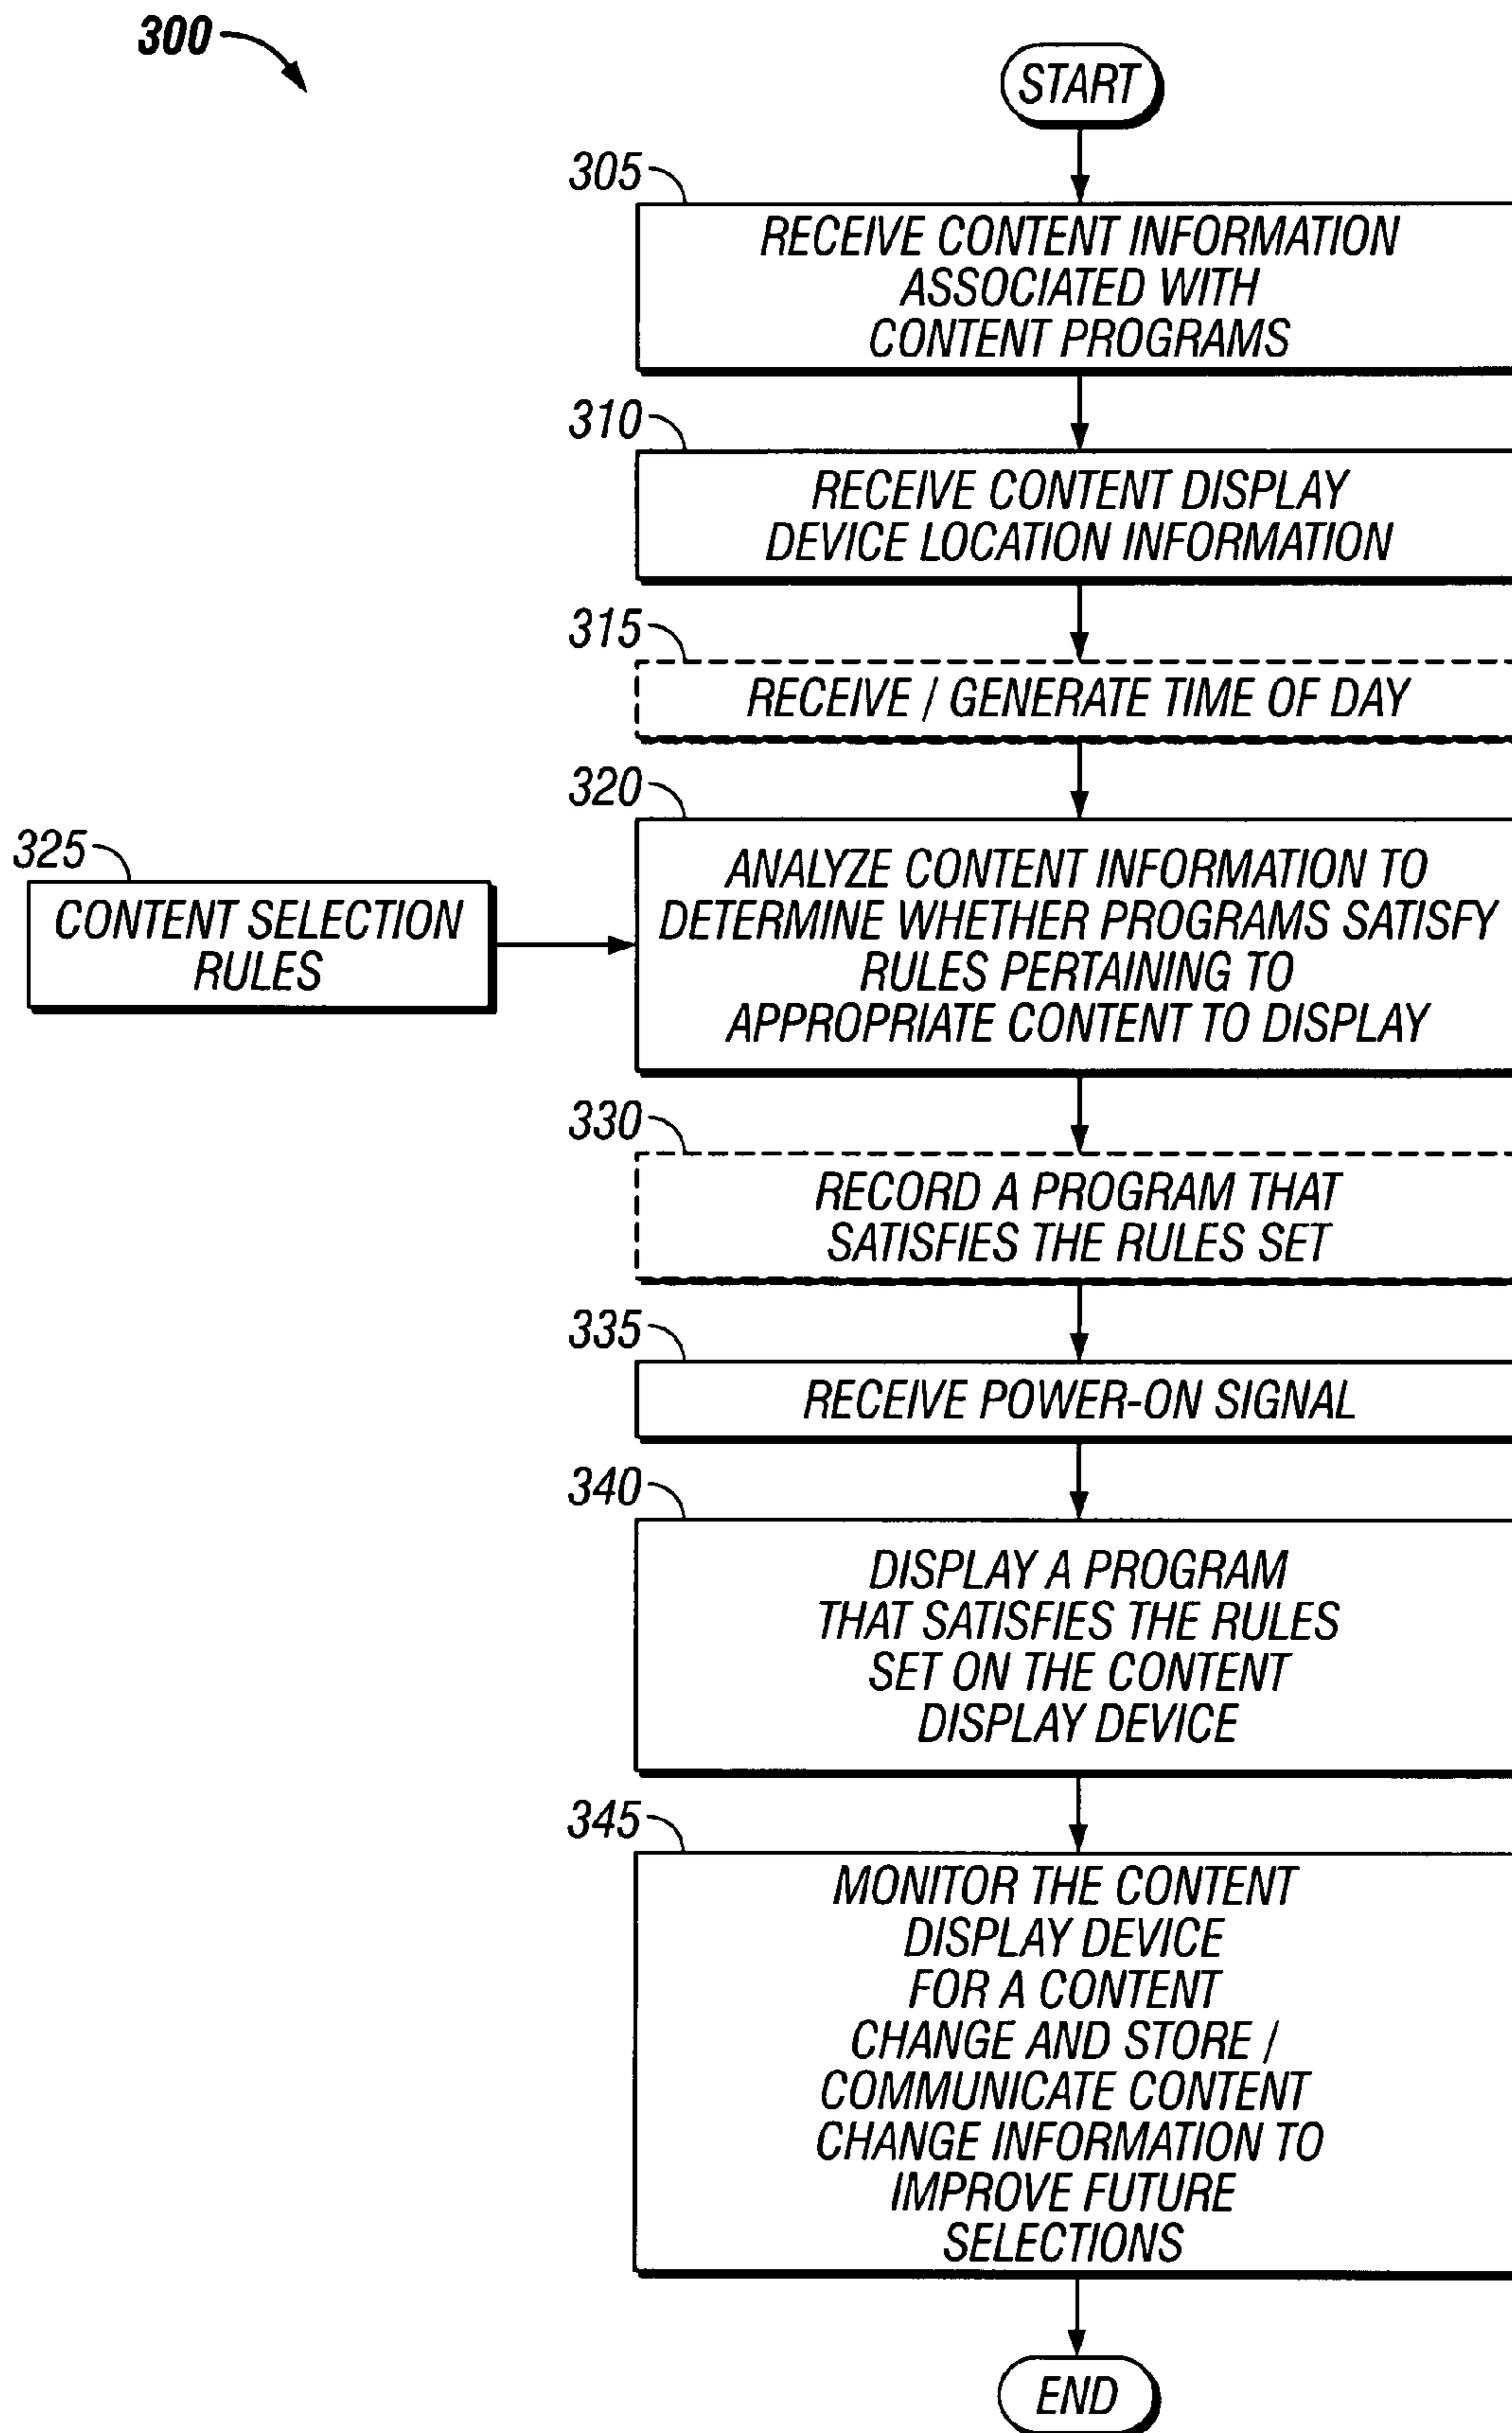 300
START
305
RECEIVE CONTENT INFORMATION
ASSOCIATED WITH
CONTENT PROGRAMS
310
RECEIVE CONTENT DISPLAY
DEVICE LOCATION INFORMATION
315
RECEIVE / GENERATE TIME OF DAY
320
ANALYZE CONTENT INFORMATION TO
DETERMINE WHETHER PROGRAMS SATISFY
RULES PERTAINING TO
APPROPRIATE CONTENT TO DISPLAY
325
CONTENT SELECTION
RULES
330
RECORD A PROGRAM THAT
SATISFIES THE RULES SET
335
RECEIVE POWER-ON SIGNAL
340
DISPLAY A PROGRAM
THAT SATISFIES THE RULES
SET ON THE CONTENT
DISPLAY DEVICE
345
MONITOR THE CONTENT
DISPLAY DEVICE
FOR A CONTENT
CHANGE AND STORE /
COMMUNICATE CONTENT
CHANGE INFORMATION TO
IMPROVE FUTURE
SELECTIONS
END